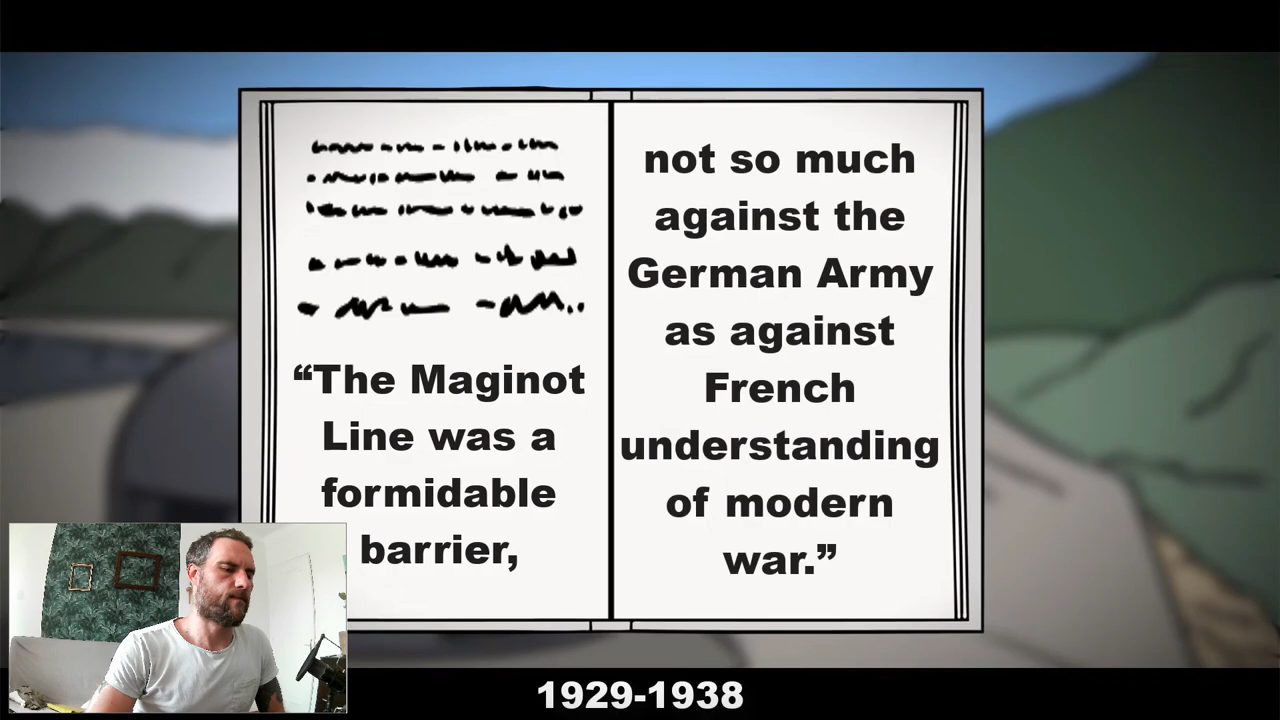 “The Maginot
Line was a
formidable
barrier,
not so much
against the
German Army
as against
French
understanding
of modern
war.”
1929-1938